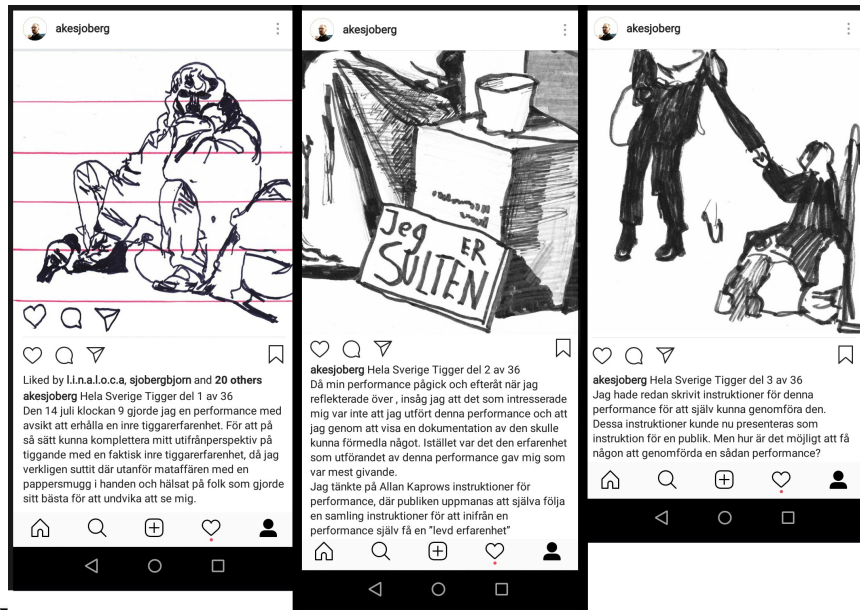 akesjoberg
Liked by l.i.n.a.l.o.c.a, sjobergbjorn and 20 others
akesjoberg Hela Sverige Tigger del 1 av 36
Den 14 juli klockan 9 gjorde jag en performance med
avsikt att erhålla en inre tiggarerfarenhet. För att på
så sätt kunna komplettera mitt utifrånperspektiv på
tiggande med en faktisk inre tiggarerfarenhet, då jag
verkligen suttit där utanför mataffären med en
pappersmugg i handen och hälsat på folk som gjorde
sitt bästa för att undvika att se mig.
akesjoberg
Jeg ER
SULTEN
akesjoberg Hela Sverige Tigger del 2 av 36
Då min performance pågick och efteråt när jag
reflekterade över , insåg jag att det som intresserade
mig var inte att jag utfört denna performance och att
jag genom att visa en dokumentation av den skulle
kunna förmedla något. Istället var det den erfarenhet
som utförandet av denna performance gav mig som
var mest givande.
Jag tänkte på Allan Kaprows instruktioner för
performance, där publiken uppmanas att själva följa
en samling instruktioner för att inifrån en
performance själv få en "levd erfarenhet"
akesjoberg
akesjoberg Hela Sverige Tigger del 3 av 36
Jag hade redan skrivit instruktioner för denna
performance för att själv kunna genomföra den.
Dessa instruktioner kunde nu presenteras som
instruktion för en publik. Men hur är det möjligt att få
någon att genomförda en sådan performance?